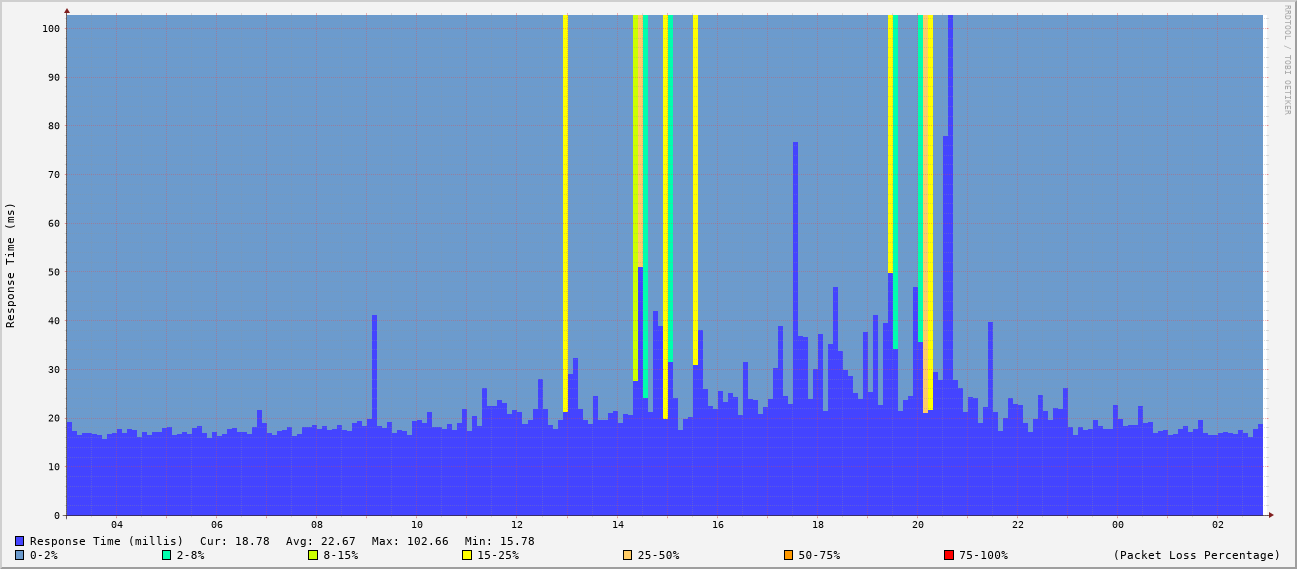 RRDTOOL / TOBI OETIKER
Response Time (ms)
100
90
80
70
60
50
40
30
20
10
0
04 06 08 10 12 14 16 18 20 22 00 02
Response Time (millis) Cur: 18.78 Avg: 22.67 Max: 102.66 Min: 15.78
0-2% 2-8% 8-15% 15-25% 25-50% 50-75% 75-100% (Packet Loss Percentage)